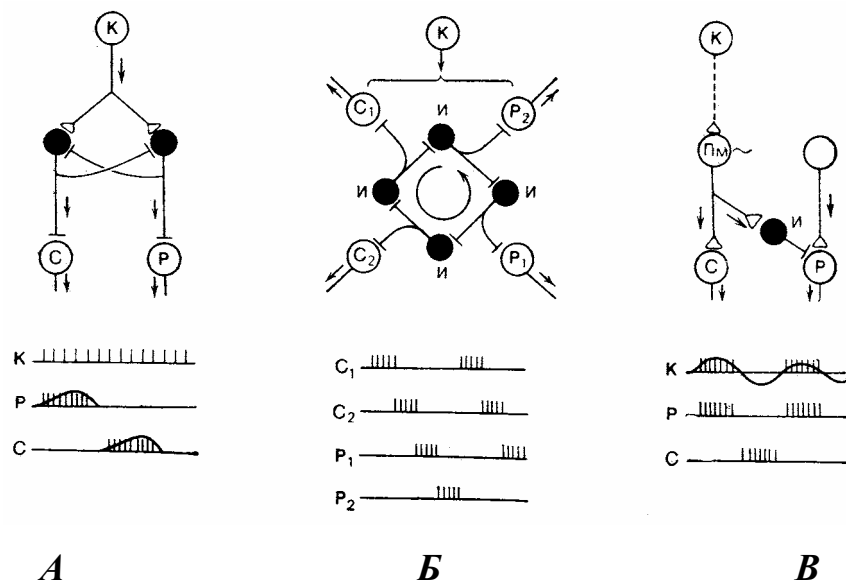 К
С
Р
К
Р
С
А
К
С₁
Р₂
И
И
И
И
С₂
Р₁
С₁
С₂
Р₁
Р₂
Б
К
Пм
И
С
Р
К
Р
С
В